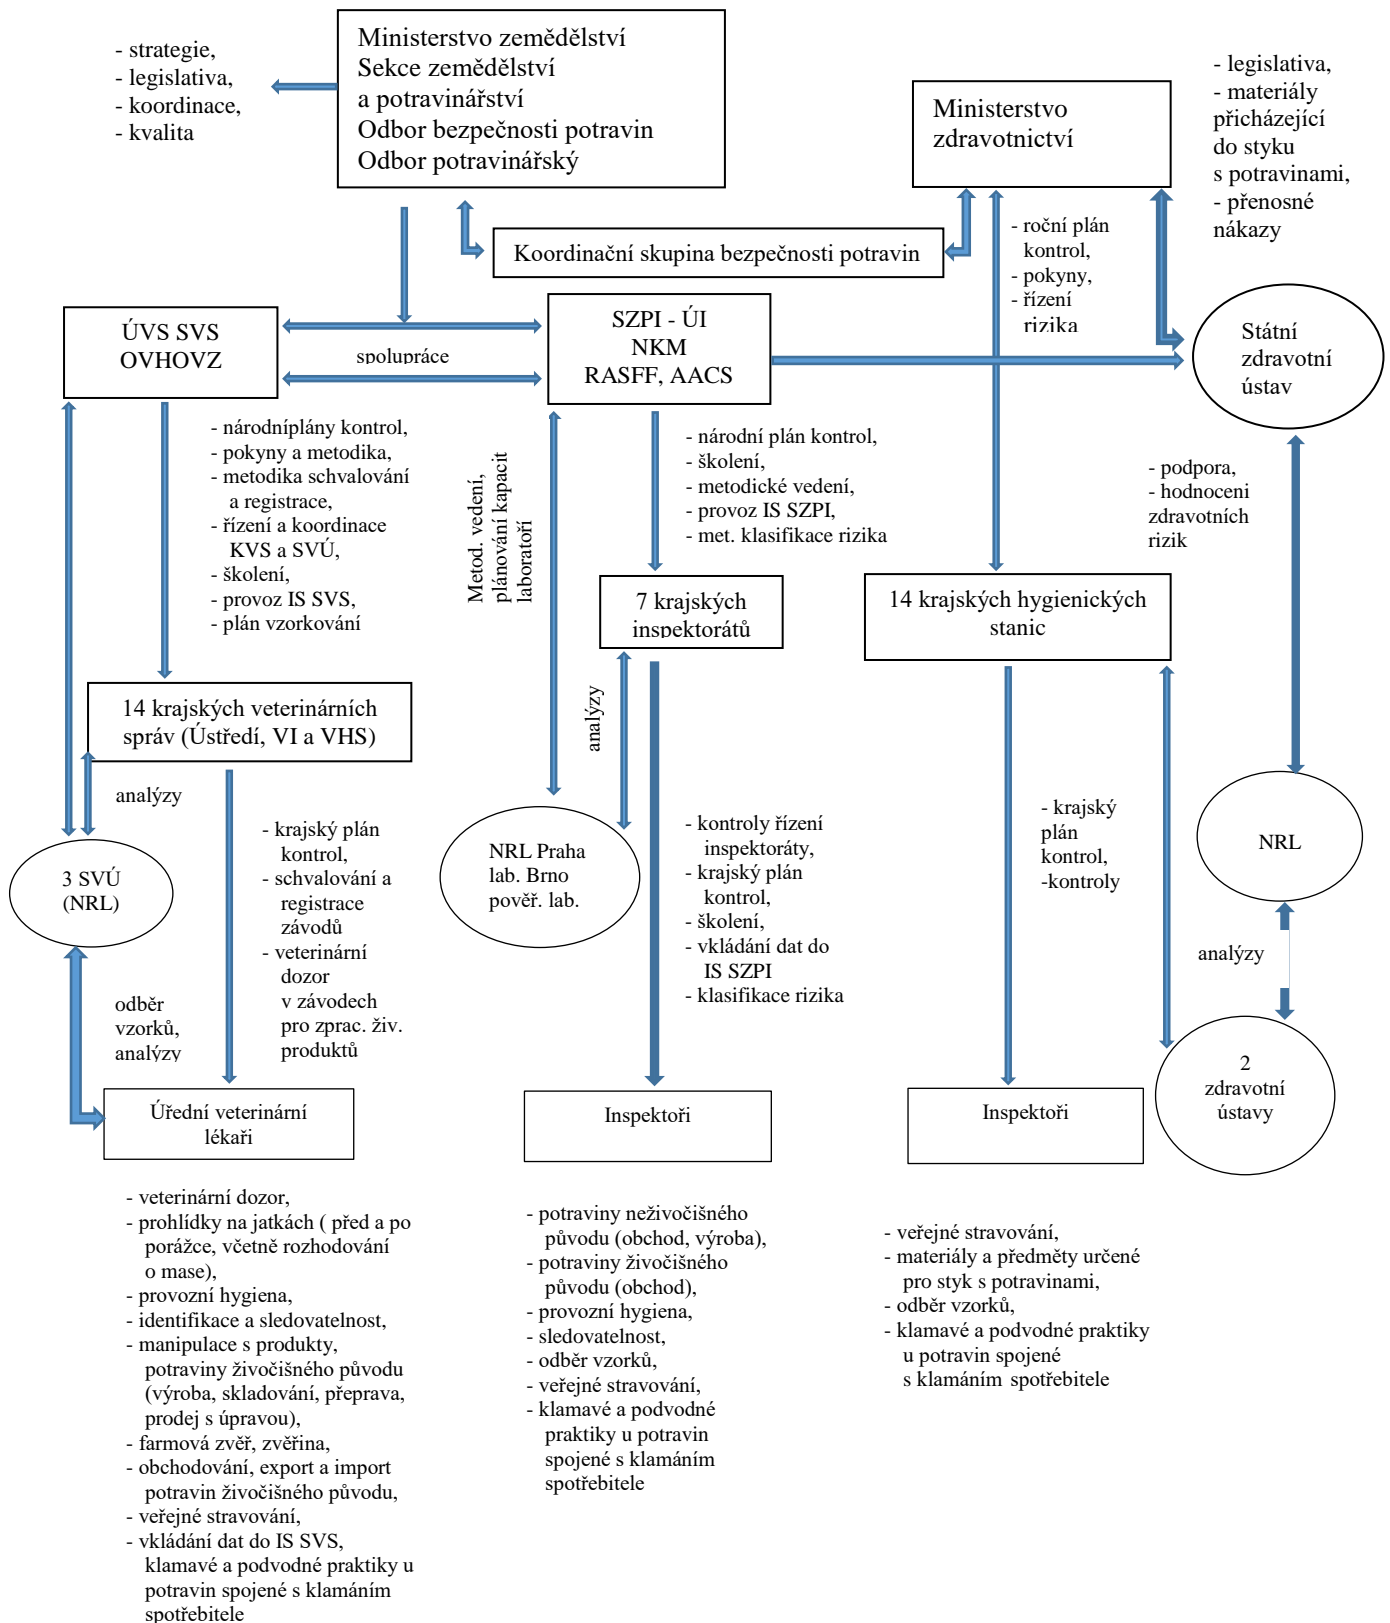 - strategie,
- legislativa,
- koordinace,
- kvalita
Ministerstvo zemědělství
Sekce zemědělství
a potravinářství
Odbor bezpečnosti potravin
Odbor potravinářský
Ministerstvo
zdravotnictví
- legislativa,
- materiály
přicházející
do styku
s potravinami,
- přenosné
nákazy
Koordinační skupina bezpečnosti potravin
- roční plán
kontrol,
- pokyny,
- řízení
rizika
ÚVS SVS
OVHOVZ
spolupráce
SZPI - ÚI
NKM
RASFF, AACS
Státní
zdravotní
ústav
- národníplány kontrol,
- pokyny a metodika,
- metodika schvalování
a registrace,
- řízení a koordinace
KVS a SVÚ,
- školení,
- provoz IS SVS,
- plán vzorkování
Metod. vedení,
plánování kapacit
laboratoří
- národní plán kontrol,
- školení,
- metodické vedení,
- provoz IS SZPI,
- met. klasifikace rizika
- podpora,
- hodnoceni
zdravotních
rizik
7 krajských
inspektorátů
14 krajských hygienických
stanic
14 krajských veterinárních
správ (Ústředí, VI a VHS)
analýzy
analýzy
3 SVÚ
(NRL)
- krajský plán
kontrol,
- schvalování a
registrace
závodů
- veterinární
dozor
v závodech
pro zprac. živ.
produktů
NRL Praha
lab. Brno
pověř. lab.
- kontroly řízení
inspektoráty,
- krajský plán
kontrol,
- školení,
- vkládání dat do
IS SZPI
- klasifikace rizika
- krajský
plán
kontrol,
-kontroly
NRL
analýzy
odběr
vzorků,
analýzy
2
zdravotní
ústavy
Úřední veterinární
lékaři
Inspektoři
Inspektoři
- veterinární dozor,
- prohlídky na jatkách ( před a po
porážce, včetně rozhodování
o mase),
- provozní hygiena,
- identifikace a sledovatelnost,
- manipulace s produkty,
potraviny živočišného původu
(výroba, skladování, přeprava,
prodej s úpravou),
- farmová zvěř, zvěřina,
- obchodování, export a import
potravin živočišného původu,
- veřejné stravování,
- vkládání dat do IS SVS,
klamavé a podvodné praktiky u
potravin spojené s klamáním
spotřebitele
- potraviny neživočišného
původu (obchod, výroba),
- potraviny živočišného
původu (obchod),
- provozní hygiena,
- sledovatelnost,
- odběr vzorků,
- veřejné stravování,
- klamavé a podvodné
praktiky u potravin
spojené s klamáním
spotřebitele
- veřejné stravování,
- materiály a předměty určené
pro styk s potravinami,
- odběr vzorků,
- klamavé a podvodné praktiky
u potravin spojené
s klamáním spotřebitele